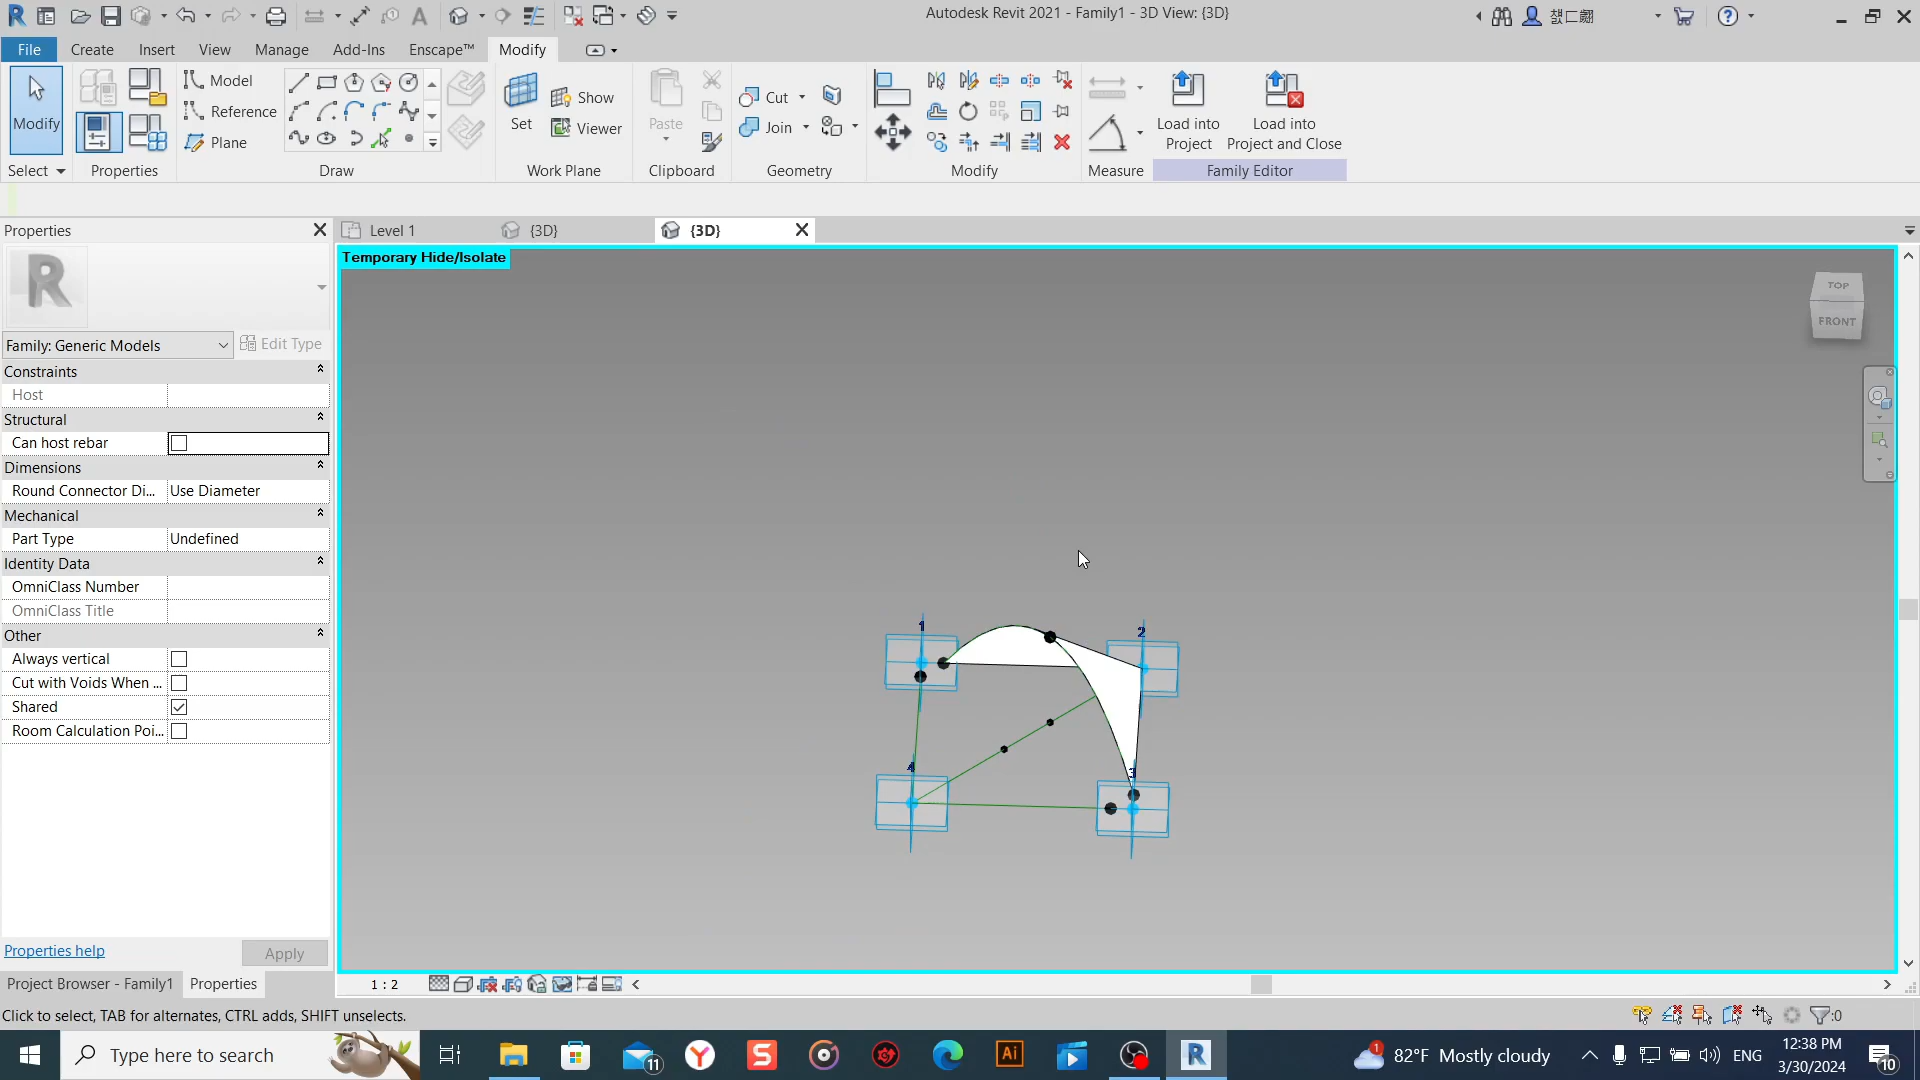 Autodesk Revit 2021 - Family1 - 3D View: {3D}
File Create Insert View Manage Add-Ins Enscape™ Modify
Modify
Model
Reference
Plane
Set
Show
Viewer
Paste
Cut
Join
Load into Project
Load into Project and Close
Select Properties Draw Work Plane Clipboard Geometry Modify Measure Family Editor
Properties
Level 1 {3D} {3D}
Temporary Hide/Isolate
TOP
FRONT
Family: Generic Models Edit Type
Constraints
Host
Structural
Can host rebar
Dimensions
Round Connector Di... Use Diameter
Mechanical
Part Type Undefined
Identity Data
OmniClass Number
OmniClass Title
Other
Always vertical
Cut with Voids When ...
Shared
Room Calculation Poi...
1
2
4
3
Properties help Apply
Project Browser - Family1 Properties
1 : 2
Click to select, TAB for alternates, CTRL adds, SHIFT unselects.
:0
Type here to search
11
Ai
1
82°F Mostly cloudy
ENG
12:38 PM
3/30/2024
10